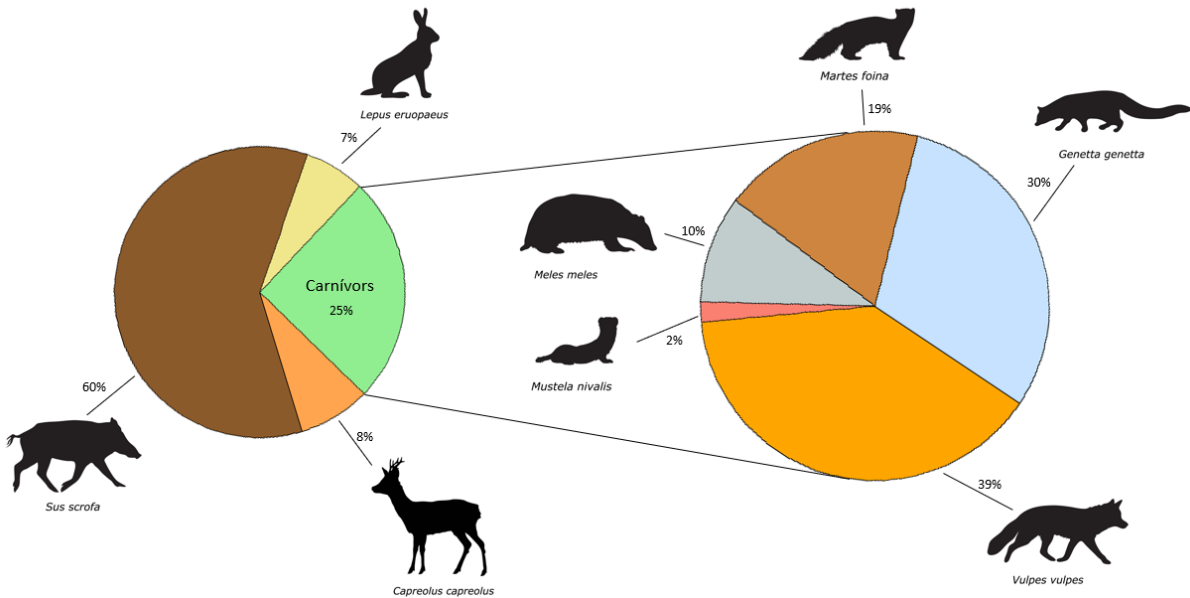 Lepus eruopaeus
7%
Carnívors
25%
60%
Sus scrofa
8%
Capreolus capreolus
Martes foina
19%
Genetta genetta
30%
10%
Meles meles
2%
Mustela nivalis
39%
Vulpes vulpes